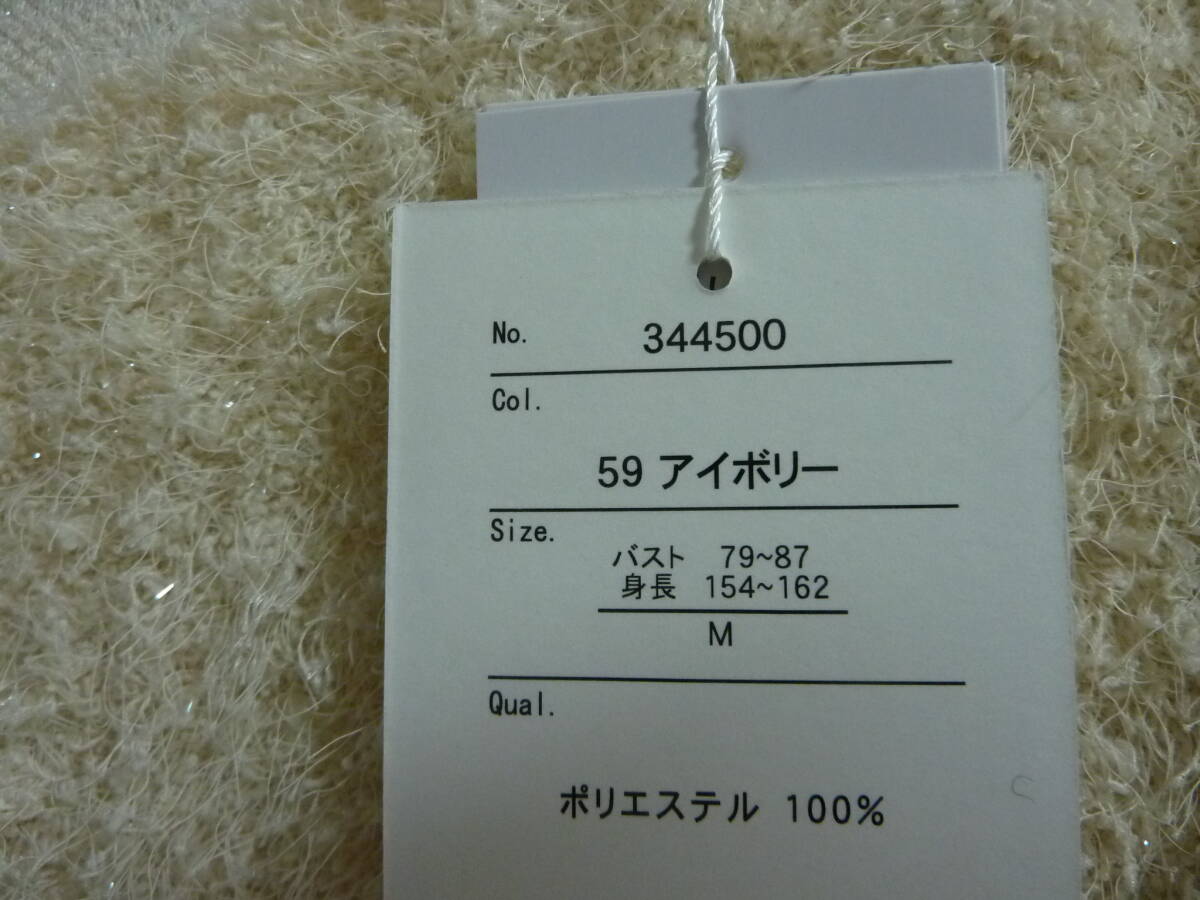 No. 344500
Col.
59 アイボリー
Size.
バスト 79~87
身長 154~162
M
Qual.
ポリエステル 100%